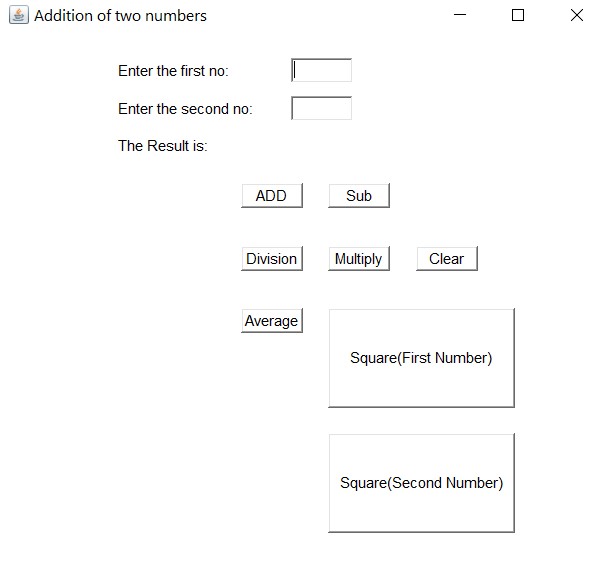 Addition of two numbers
Enter the first no:
Enter the second no:
The Result is:
ADD Sub
Division Multiply Clear
Average
Square(First Number)
Square(Second Number)